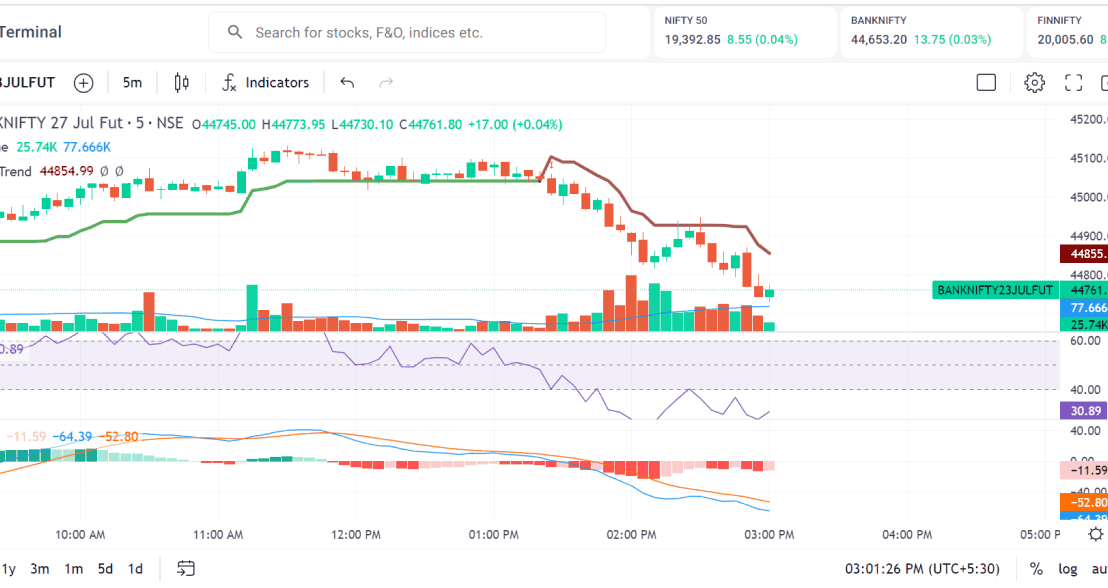 Terminal
Search for stocks, F&O, indices etc.
NIFTY 50
19,392.85 8.55 (0.04%)
BANKNIFTY
44,653.20 13.75 (0.03%)
FINNIFTY
20,005.60 8
BJULFUT 5m Indicators
KNIFTY 27 Jul Fut · 5 · NSE O44745.00 H44773.95 L44730.10 C44761.80 +17.00 (+0.04%)
e 25.74K 77.666K
Trend 44854.99 Ø Ø
45200.
45100.
45000.
44900.
44855.
44800.
BANKNIFTY23JULFUT 44761.
77.666
25.74K
0.89
60.00
40.00
30.89
−11.59 −64.39 −52.80
40.00
0.00
−11.59
−40.00
−52.80
−64.39
10:00 AM 11:00 AM 12:00 PM 01:00 PM 02:00 PM 03:00 PM 04:00 PM 05:00 P
1y 3m 1m 5d 1d 03:01:26 PM (UTC+5:30) % log au